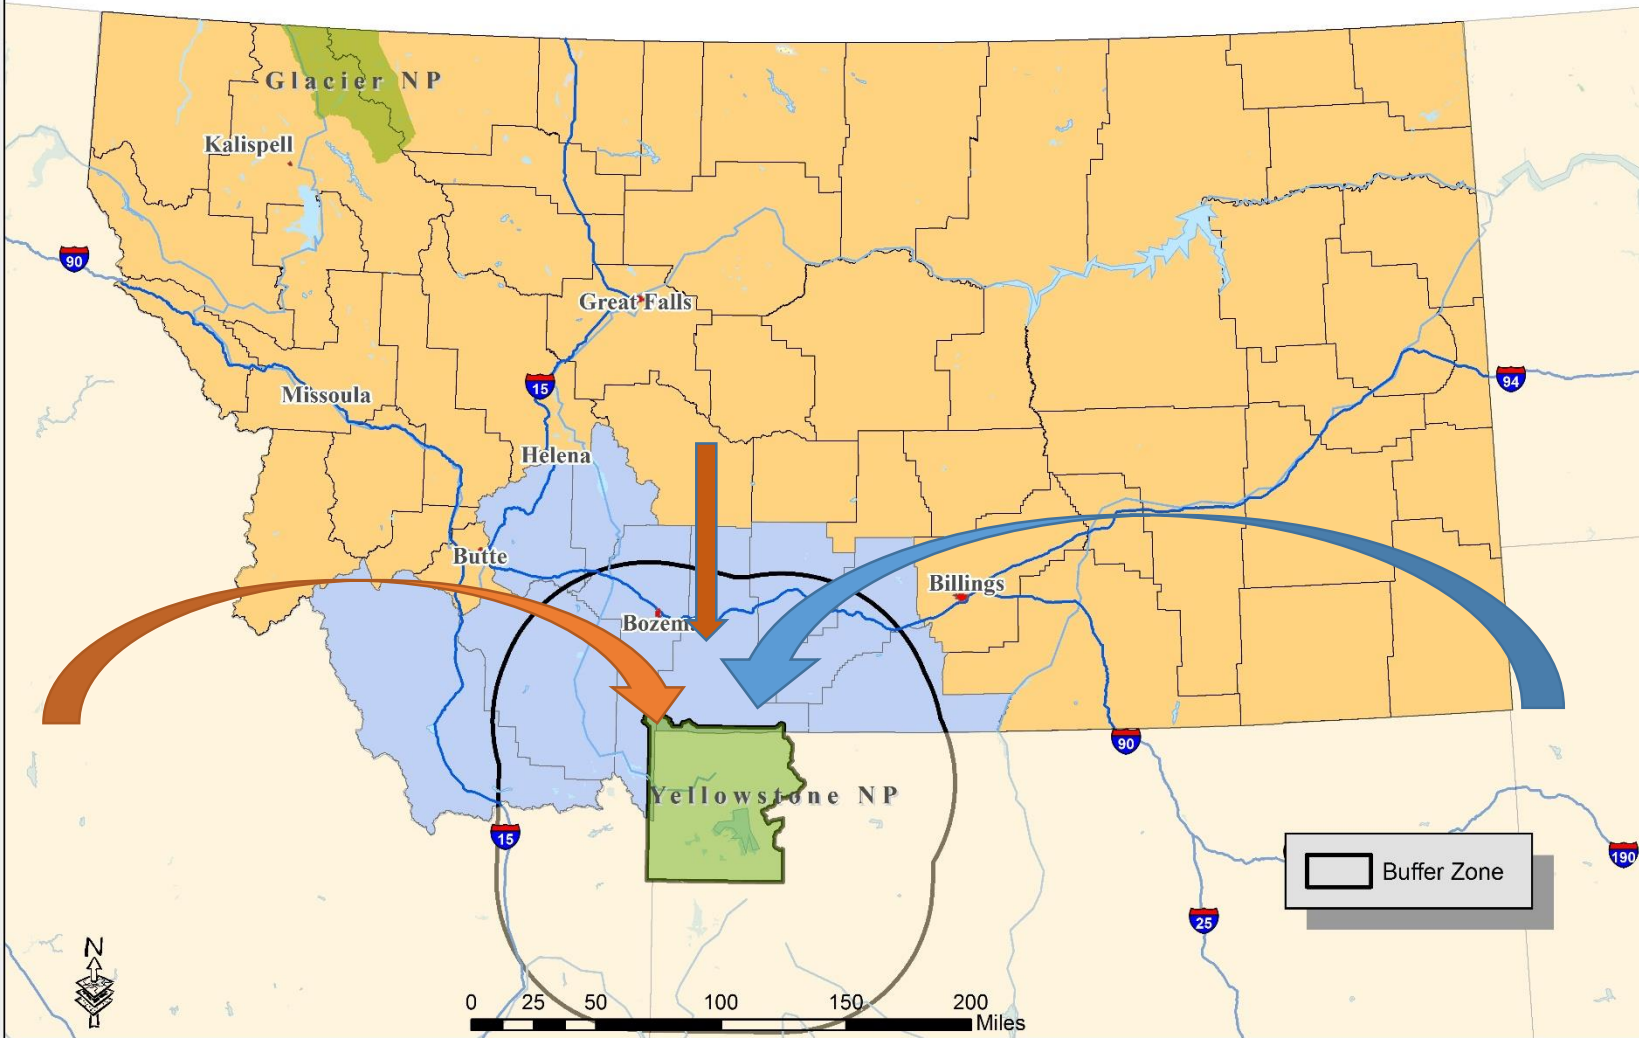 Glacier NP
Kalispell
90
Great Falls
15
94
Missoula
Helena
Butte
Billings
Bozem
90
Yellowstone NP
15
190
Buffer Zone
25
N
0 25 50 100 150 200
Miles